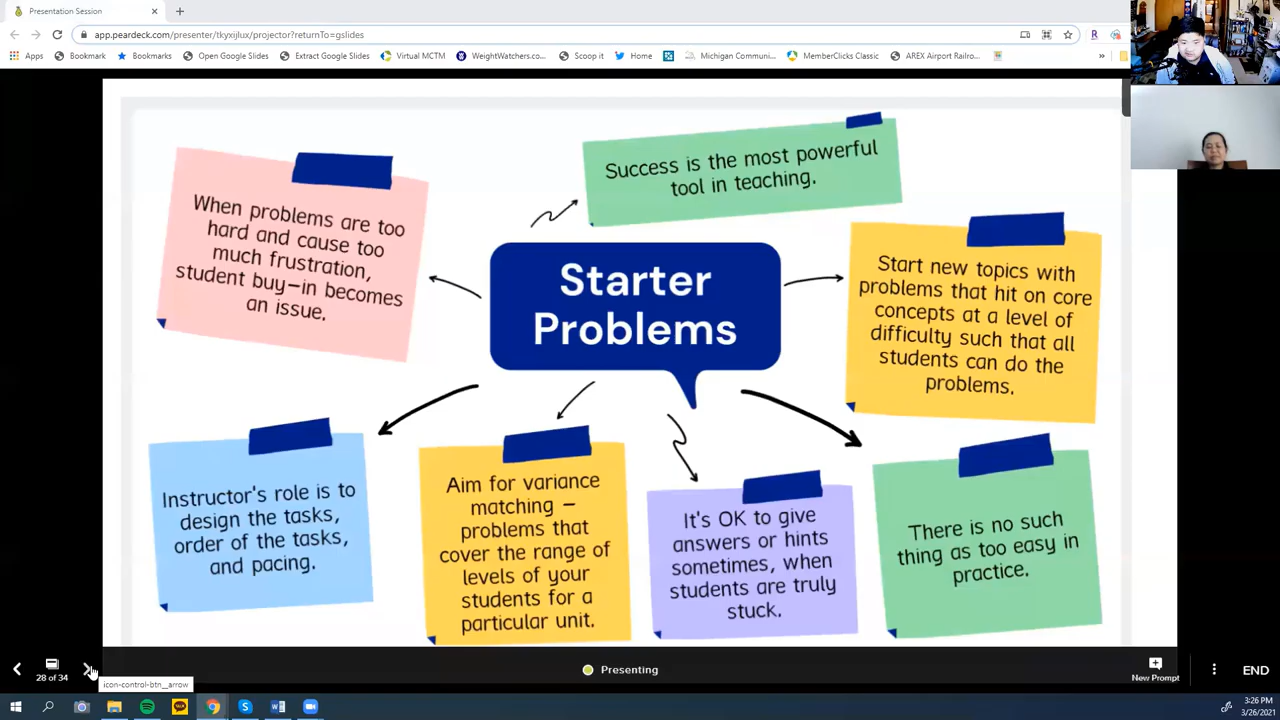 Presentation Session
app.peardeck.com/presenter/tkyxijlux/projector?returnTo=gslides
Apps
Bookmark
Bookmarks
Open Google Slides
Extract Google Slides
Virtual MCTM
WeightWatchers.co...
Scoop it
Home
Michigan Communi...
MemberClicks Classic
AREX Airport Railro...
Success is the most powerful
tool in teaching.
When problems are too
hard and cause too
much frustration,
student buy-in becomes
an issue.
Starter
Problems
Start new topics with
problems that hit on core
concepts at a level of
difficulty such that all
students can do the
problems.
Instructor's role is to
design the tasks,
order of the tasks,
and pacing.
Aim for variance
matching –
problems that
cover the range of
levels of your
students for a
particular unit.
It's OK to give
answers or hints
sometimes, when
students are truly
stuck.
There is no such
thing as too easy in
practice.
28 of 34
icon-control-btn__arrow
Presenting
New Prompt
END
3:26 PM
3/26/2021